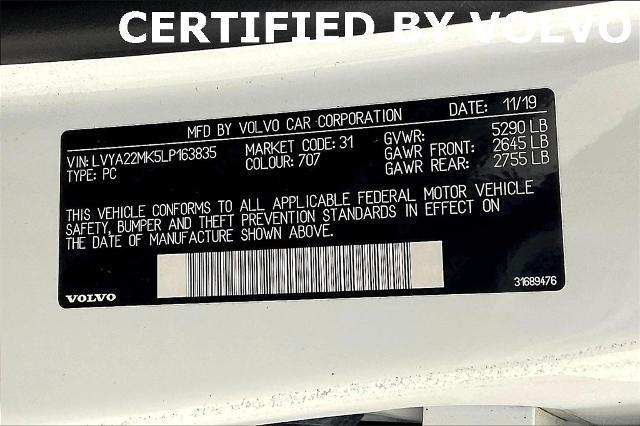 CERTIFIED BY VOLVO
MFD BY VOLVO CAR CORPORATION DATE: 11/19
VIN: LVYA22MK5LP163835 MARKET CODE: 31 GVWR: 5290 LB
TYPE: PC COLOUR: 707 GAWR FRONT: 2645 LB
GAWR REAR: 2755 LB
THIS VEHICLE CONFORMS TO ALL APPLICABLE FEDERAL MOTOR VEHICLE
SAFETY, BUMPER AND THEFT PREVENTION STANDARDS IN EFFECT ON
THE DATE OF MANUFACTURE SHOWN ABOVE.
VOLVO 31689476